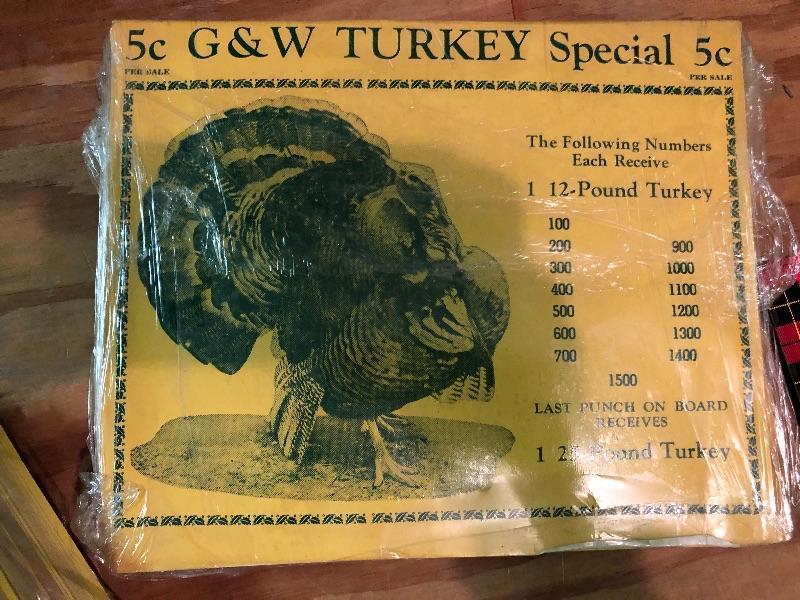 5c G&W TURKEY Special 5c
PER SALE PER SALE
The Following Numbers
Each Receive
1 12-Pound Turkey
100
200 900
300 1000
400 1100
500 1200
600 1300
700 1400
1500
LAST PUNCH ON BOARD
RECEIVES
1 Pound Turkey